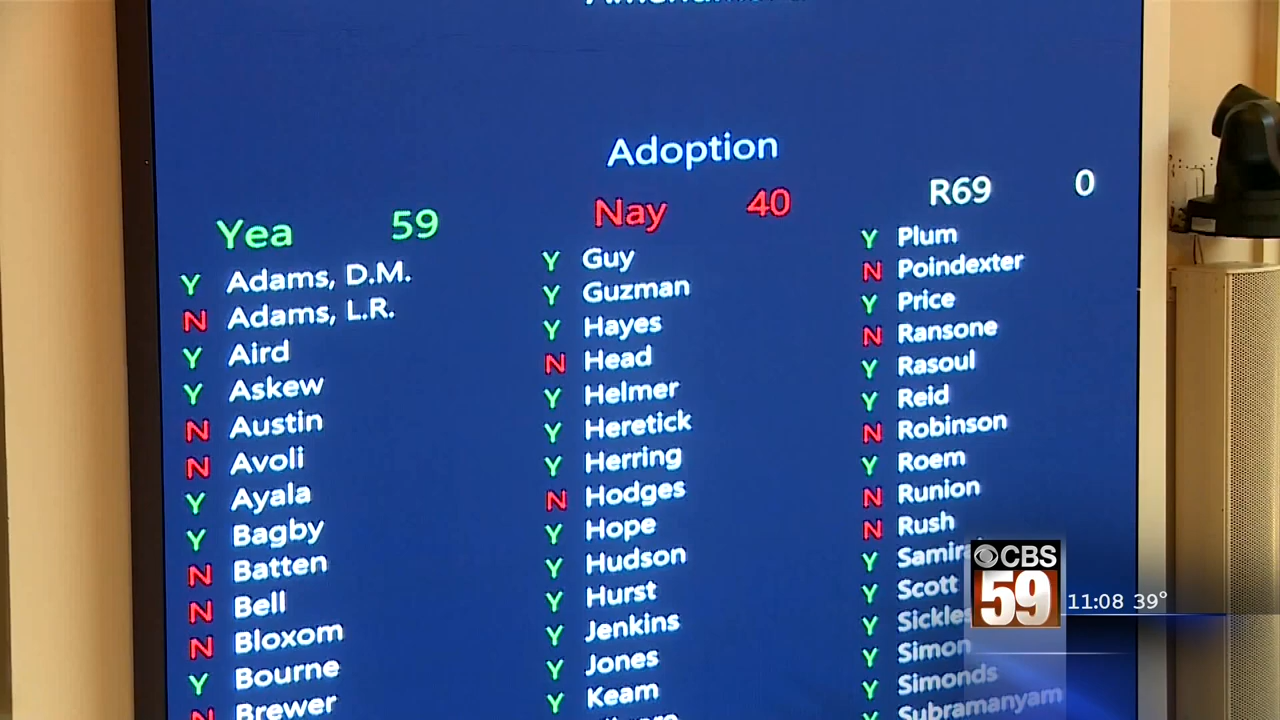 Adoption
Yea 59
Nay 40
R69 0
Y Adams, D.M.
N Adams, L.R.
Y Aird
Y Askew
N Austin
N Avoli
Y Ayala
Y Bagby
N Batten
N Bell
N Bloxom
Y Bourne
N Brewer
Y Guy
Y Guzman
Y Hayes
N Head
Y Helmer
Y Heretick
Y Herring
N Hodges
Y Hope
Y Hudson
Y Hurst
Y Jenkins
Y Jones
Y Keam
Y Plum
N Poindexter
Y Price
N Ransone
Y Rasoul
Y Reid
N Robinson
Y Roem
N Runion
N Rush
Y
Y Scott
Y Sickles
Y Simon
Y Simonds
Y Subramanyam
CBS
59
11:08 39°